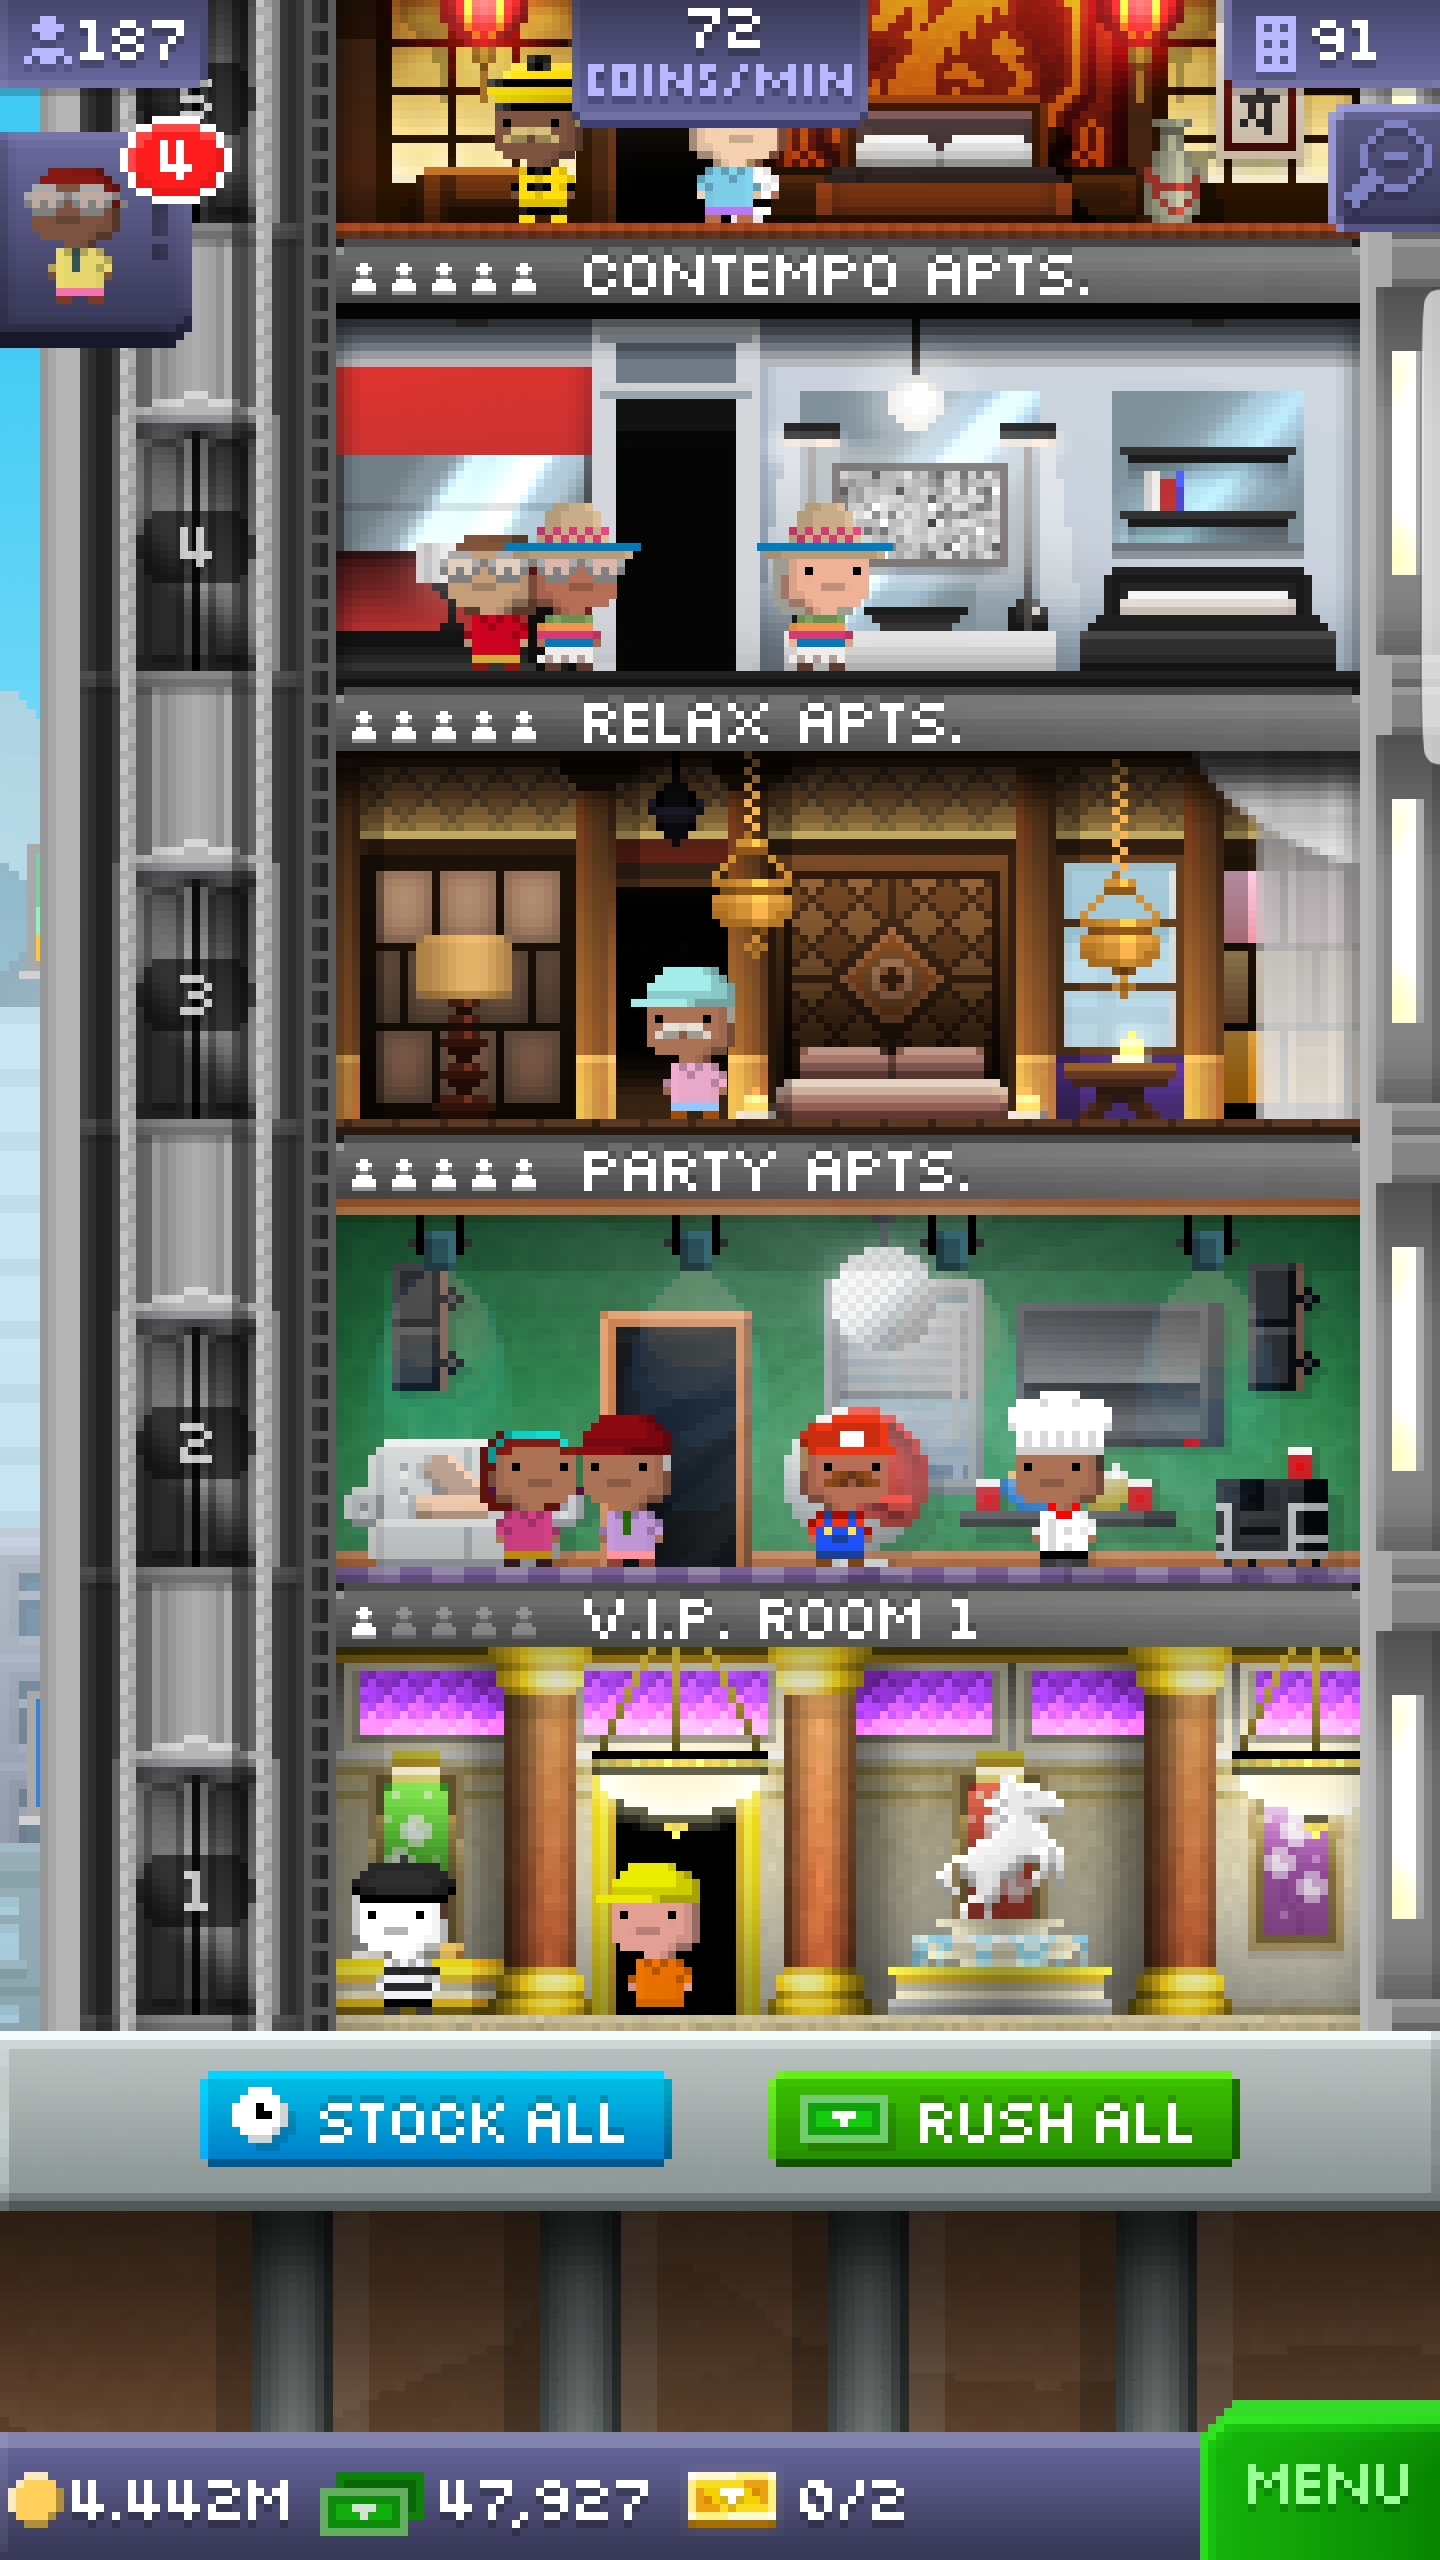 187
72
COINS/MIN
91
5
4
CONTEMPO APTS.
4
RELAX APTS.
3
PARTY APTS.
2
V.I.P. ROOM 1
1
STOCK ALL
RUSH ALL
4.442M
47,927
0/2
MENU